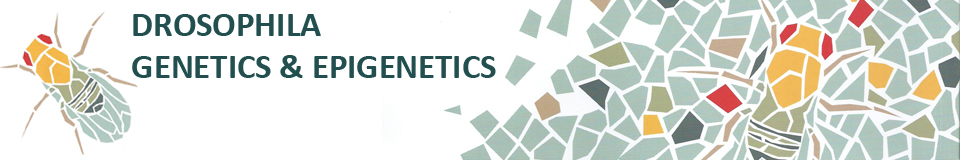 DROSOPHILA
GENETICS & EPIGENETICS